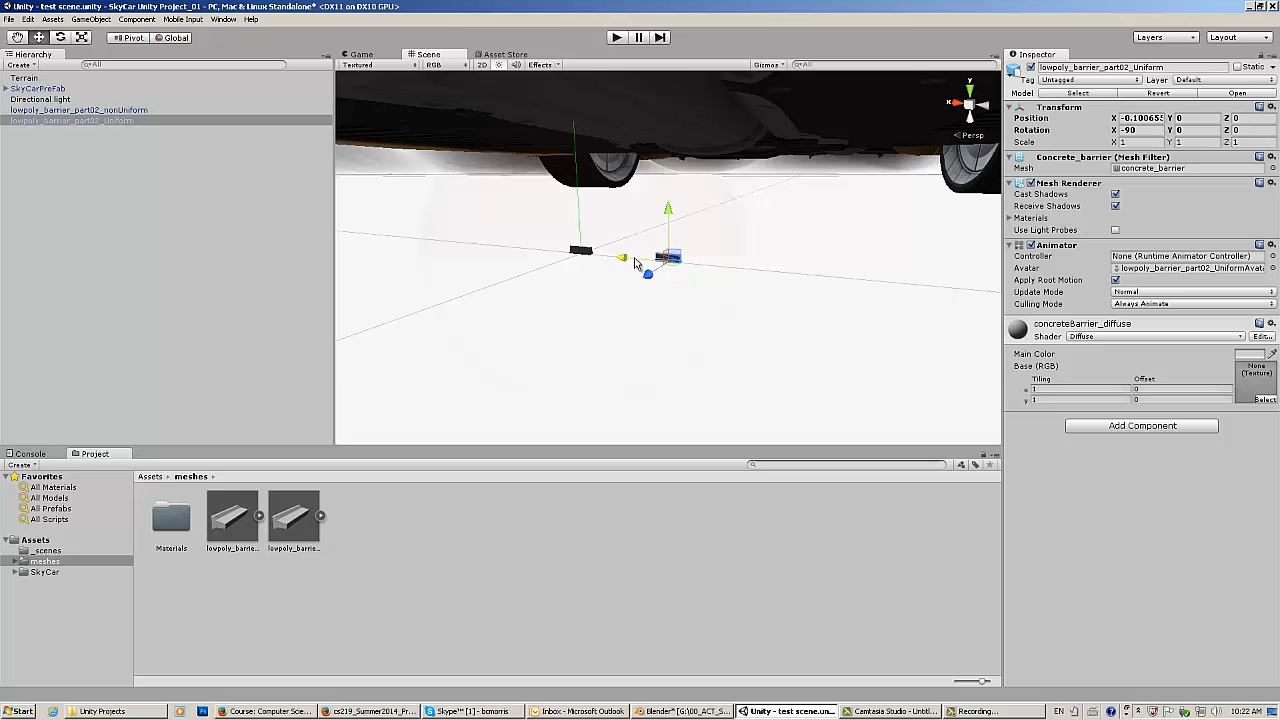 Unity - test scene.unity - SkyCar Unity Project_01 - PC, Mac & Linux Standalone* <DX11 on DX10 GPU>
File Edit Assets GameObject Component Mobile Input Window Help
Pivot Global Layers Layout
Hierarchy
Create All
Terrain
SkyCarPreFab
Directional light
lowpoly_barrier_part02_nonUniform
lowpoly_barrier_part02_Uniform
Game Scene Asset Store
Textured RGB 2D Effects Gizmos All
y
x
Persp
Inspector
lowpoly_barrier_part02_Uniform Static
Tag Untagged Layer Default
Model Select Revert Open
Transform
Position X -0.10065 Y 0 Z 0
Rotation X -90 Y 0 Z 0
Scale X 1 Y 1 Z 1
Concrete_barrier (Mesh Filter)
Mesh concrete_barrier
Mesh Renderer
Cast Shadows
Receive Shadows
Materials
Use Light Probes
Animator
Controller None (Runtime Animator Controller)
Avatar lowpoly_barrier_part02_UniformAvat
Apply Root Motion
Update Mode Normal
Culling Mode Always Animate
concreteBarrier_diffuse
Shader Diffuse Edit...
Main Color
Base (RGB) None (Texture)
Tiling Offset
x 1 0
y 1 0 Select
Add Component
Console Project
Create
Favorites
All Materials
All Models
All Prefabs
All Scripts
Assets
_scenes
meshes
SkyCar
Assets meshes
Materials lowpoly_barrie... lowpoly_barrie...
Start Unity Projects Course: Computer Scie... cs219_Summer2014_Pr... Skype™ [1] - bcmorris Inbox - Microsoft Outlook Blender* [G:\00_ACT_S... Unity - test scene.un... Camtasia Studio - Untitl... Recording... EN 10:22 AM